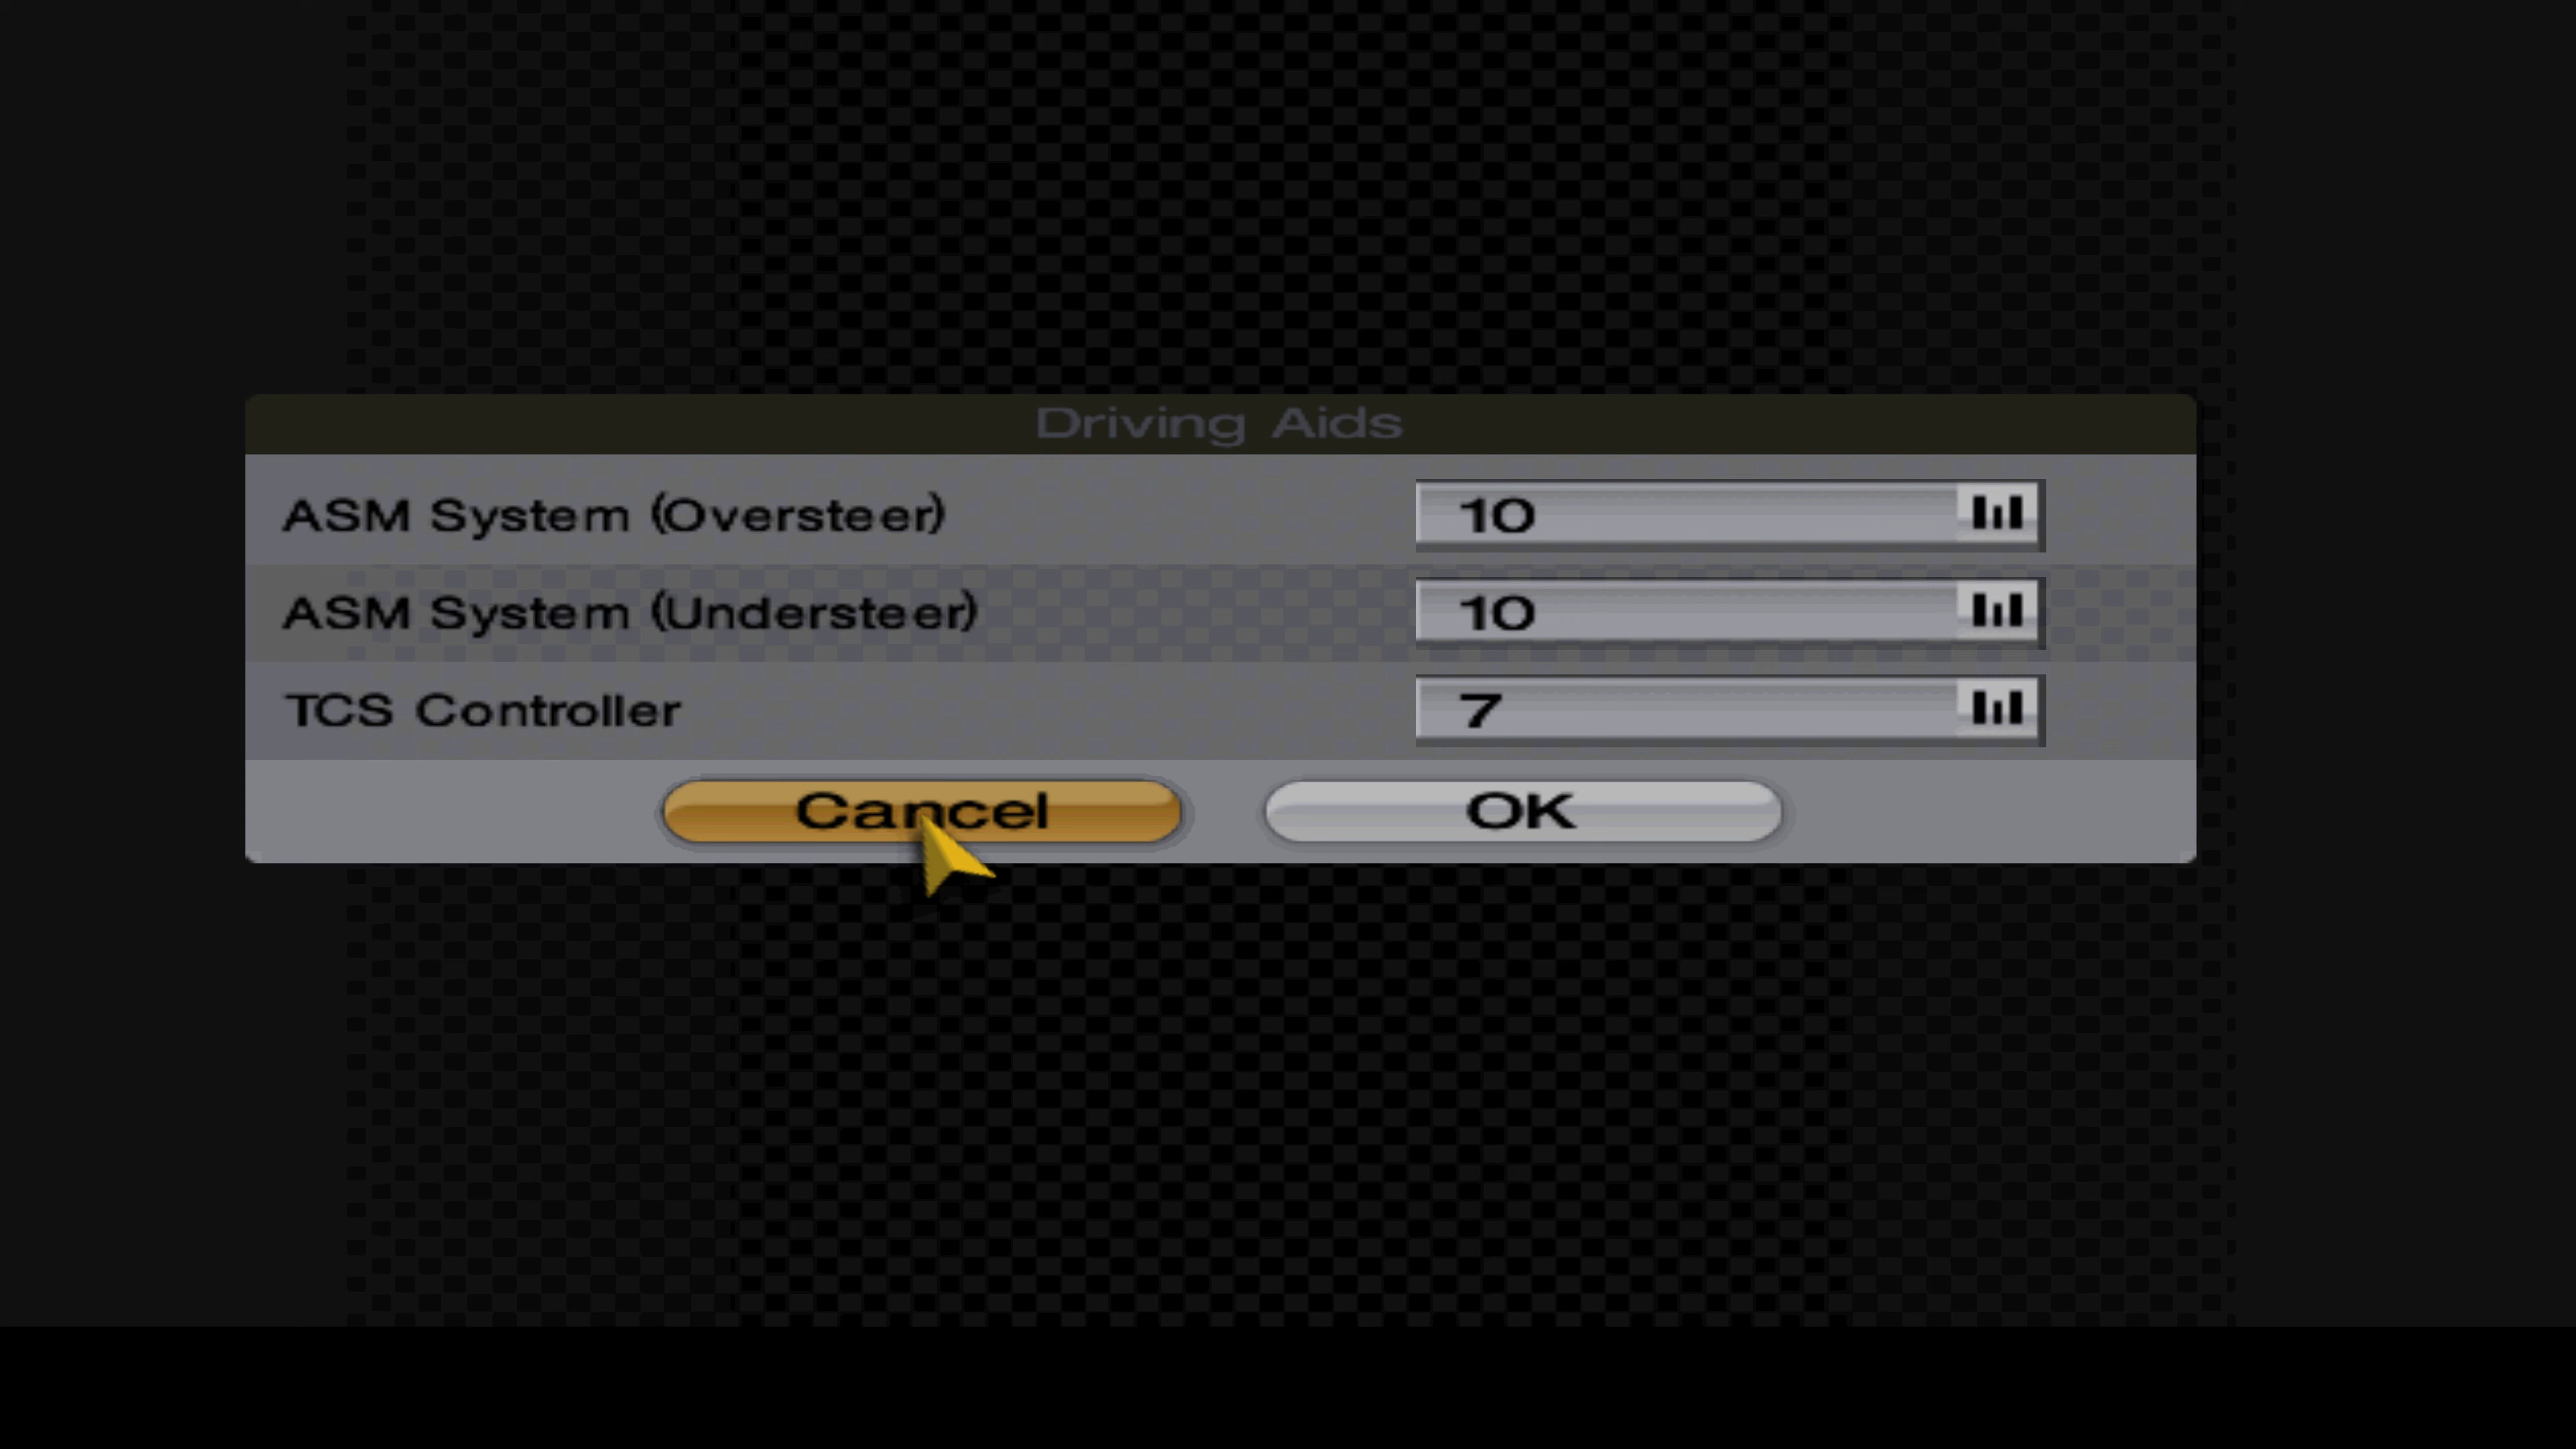 Driving Aids
ASM System (Oversteer) 10
ASM System (Understeer) 10
TCS Controller 7
Cancel OK